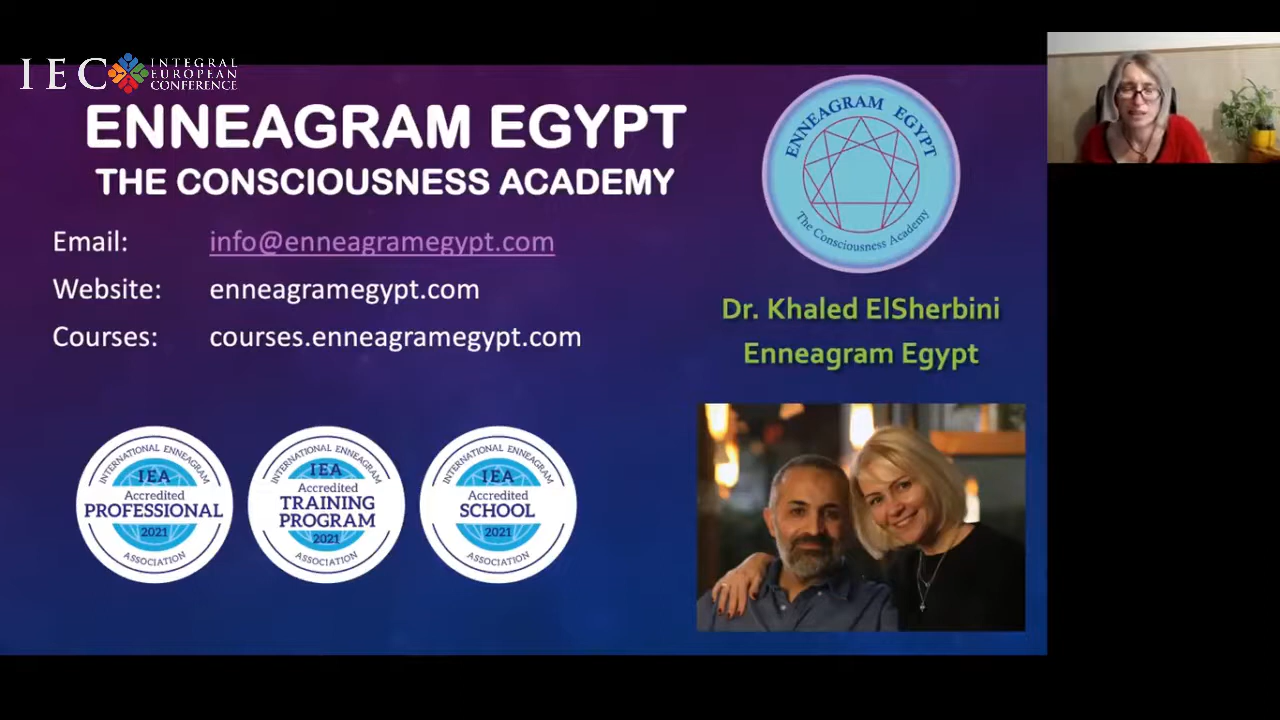 IEC INTEGRAL
EUROPEAN
CONFERENCE
ENNEAGRAM EGYPT
THE CONSCIOUSNESS ACADEMY
Email: info@enneagramegypt.com
Website: enneagramegypt.com
Courses: courses.enneagramegypt.com
ENNEAGRAM EGYPT
The Consciousness Academy
Dr. Khaled ElSherbini
Enneagram Egypt
INTERNATIONAL ENNEAGRAM
IEA
Accredited
PROFESSIONAL
2021
ASSOCIATION
INTERNATIONAL ENNEAGRAM
IEA
Accredited
TRAINING
PROGRAM
2021
ASSOCIATION
INTERNATIONAL ENNEAGRAM
IEA
Accredited
SCHOOL
2021
ASSOCIATION